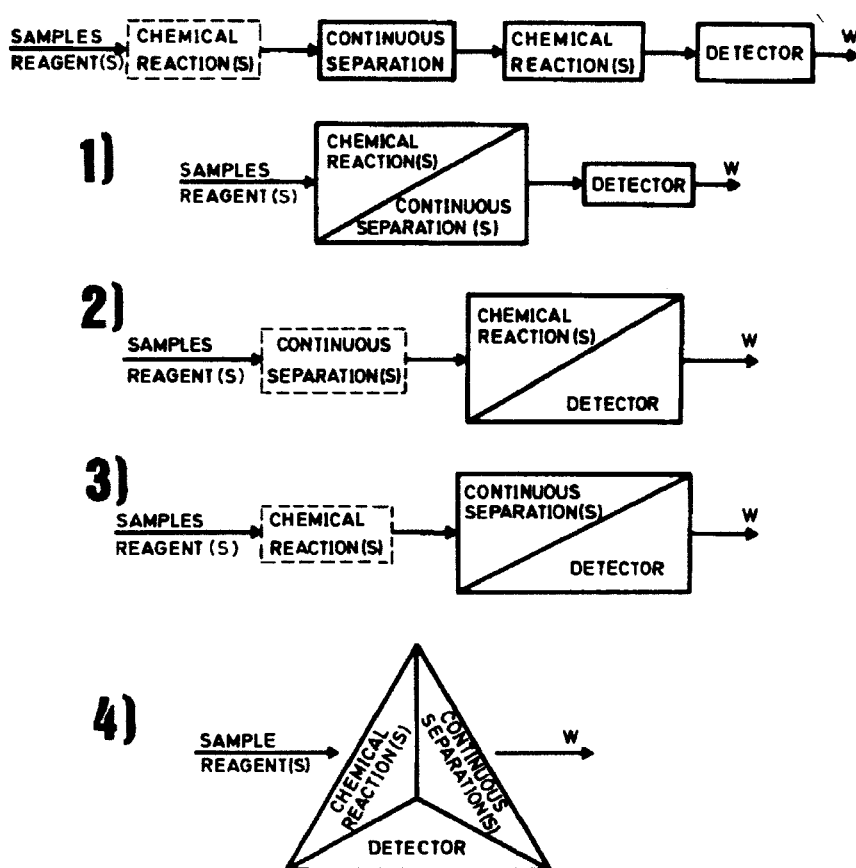 SAMPLES
REAGENT(S)
CHEMICAL
REACTION(S)
CONTINUOUS
SEPARATION
CHEMICAL
REACTION(S)
DETECTOR
W
1)
SAMPLES
REAGENT(S)
CHEMICAL
REACTION(S)
CONTINUOUS
SEPARATION (S)
DETECTOR
W
2)
SAMPLES
REAGENT(S)
CONTINUOUS
SEPARATION(S)
CHEMICAL
REACTION(S)
DETECTOR
W
3)
SAMPLES
REAGENT(S)
CHEMICAL
REACTION(S)
CONTINUOUS
SEPARATION(S)
DETECTOR
W
4)
SAMPLE
REAGENT(S)
CHEMICAL
REACTION(S)
CONTINUOUS
SEPARATION(S)
DETECTOR
W